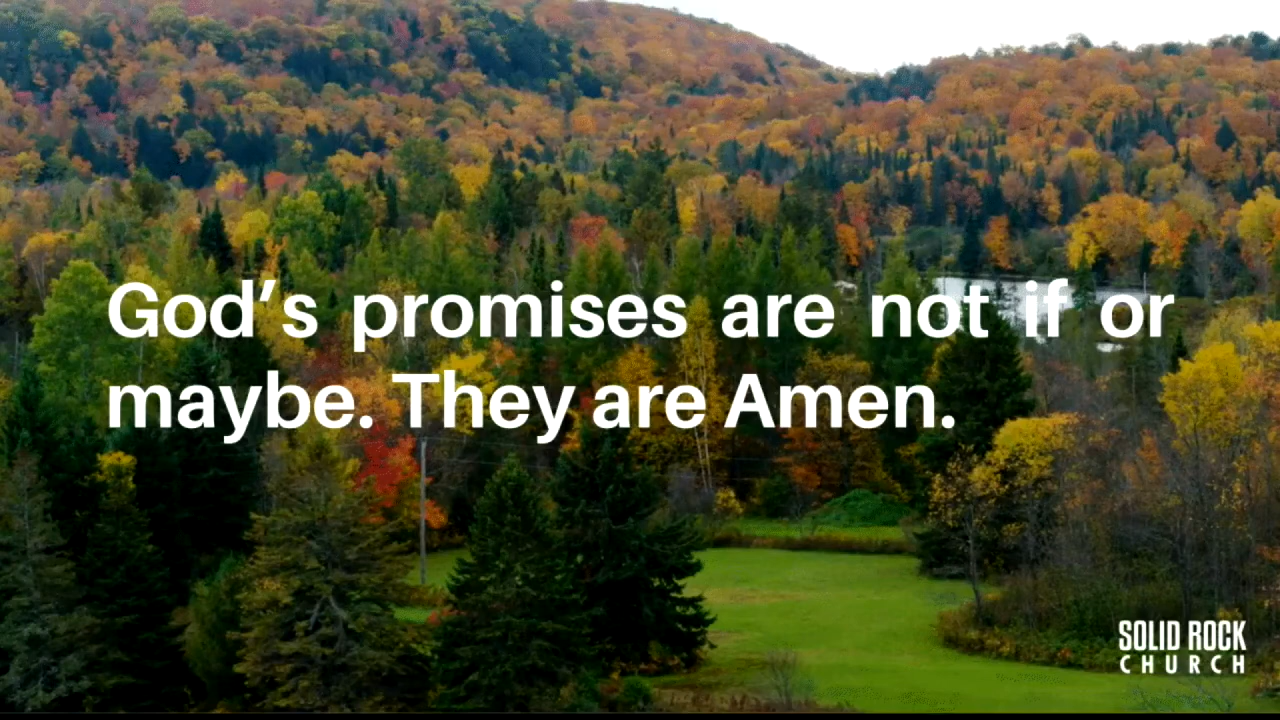 God’s promises are not if or
maybe. They are Amen.
SOLID ROCK
CHURCH